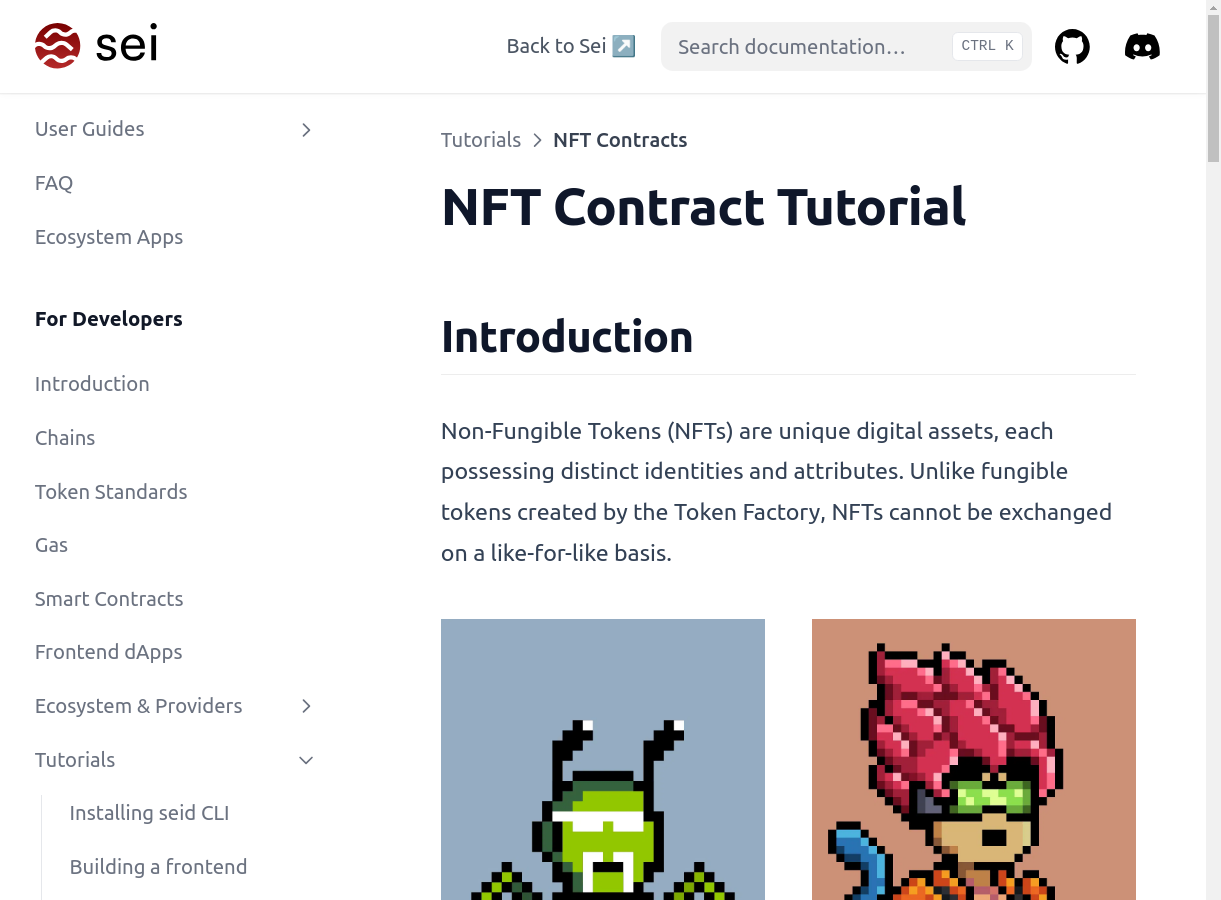 sei
Back to Sei ↗
Search documentation…
CTRL K
User Guides
FAQ
Ecosystem Apps
For Developers
Introduction
Chains
Token Standards
Gas
Smart Contracts
Frontend dApps
Ecosystem & Providers
Tutorials
Installing seid CLI
Building a frontend
Tutorials > NFT Contracts
NFT Contract Tutorial
Introduction
Non-Fungible Tokens (NFTs) are unique digital assets, each
possessing distinct identities and attributes. Unlike fungible
tokens created by the Token Factory, NFTs cannot be exchanged
on a like-for-like basis.